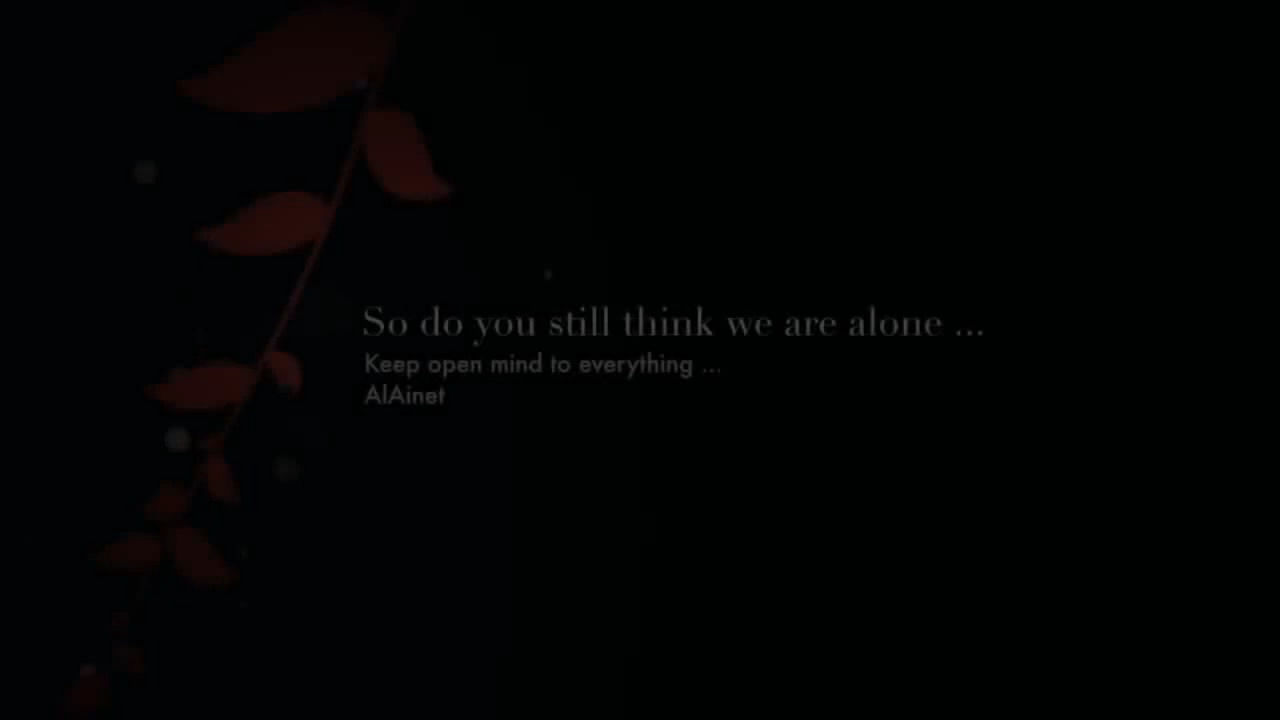 So do you still think we are alone ...
Keep open mind to everything ...
AlAinet